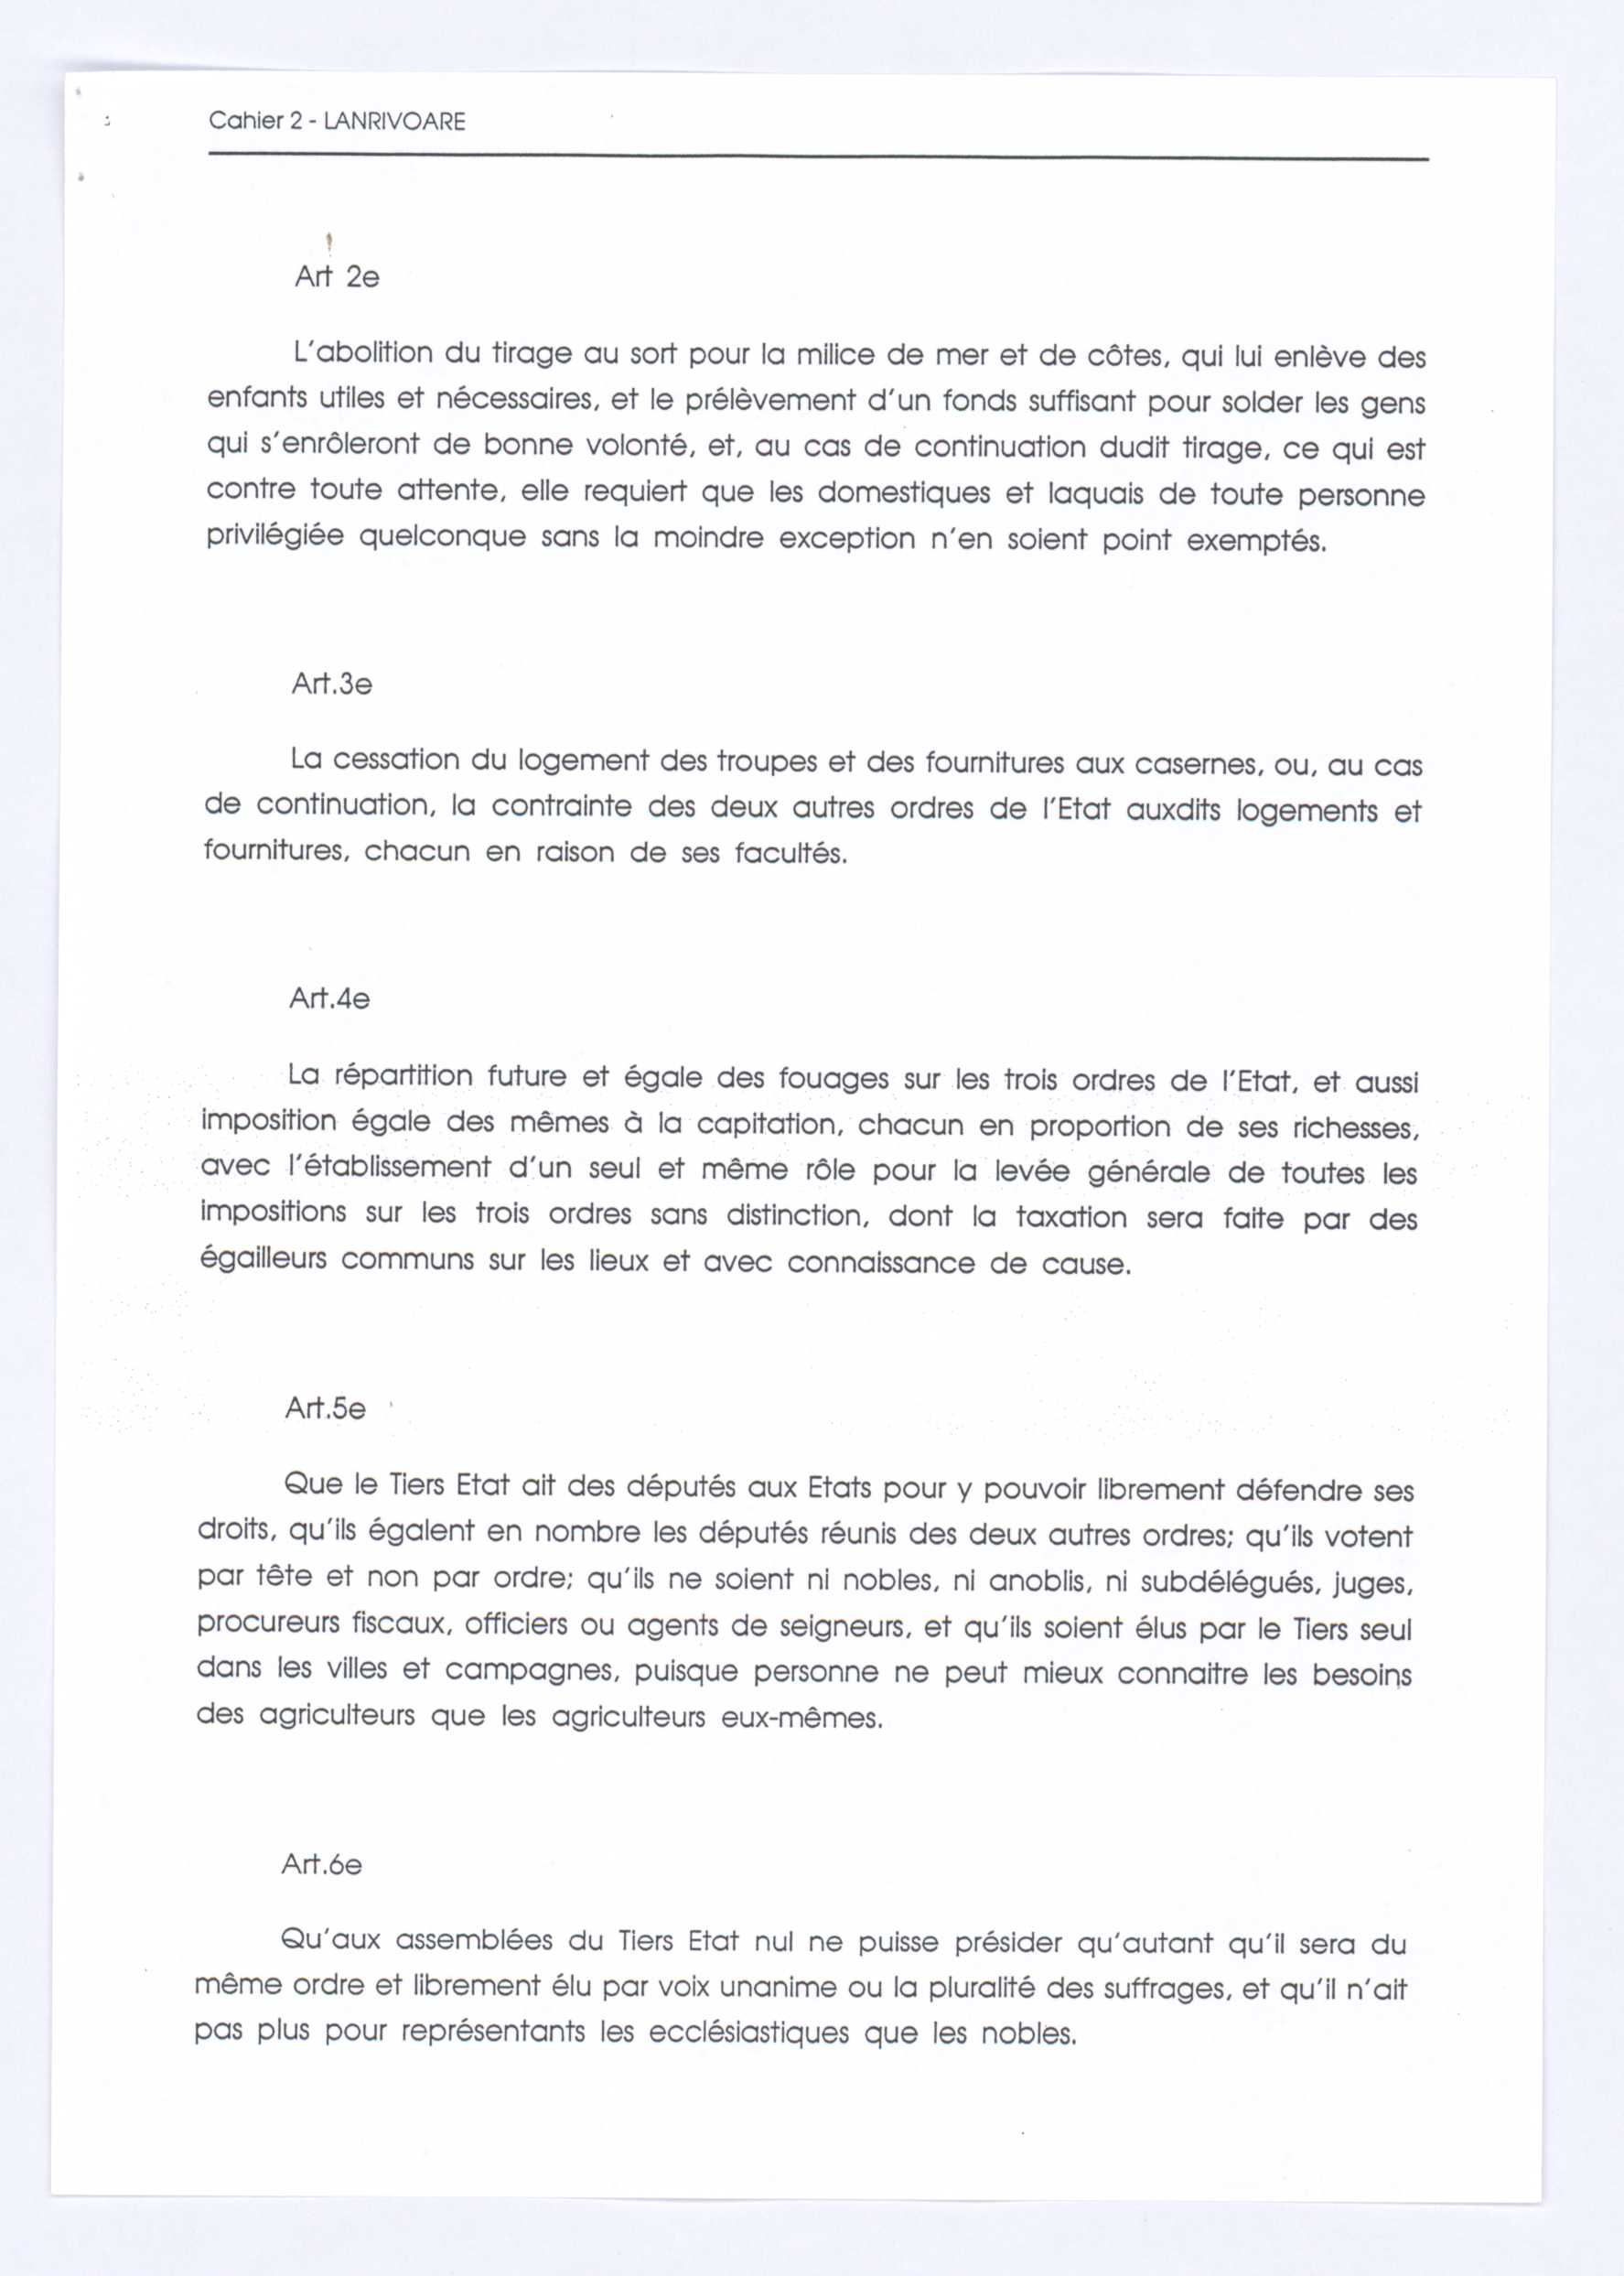 Cahier 2 - LANRIVOARE
Art 2e
L'abolition du tirage au sort pour la milice de mer et de côtes, qui lui enlève des
enfants utiles et nécessaires, et le prélèvement d'un fonds suffisant pour solder les gens
qui s'enrôleront de bonne volonté, et, au cas de continuation dudit tirage, ce qui est
contre toute attente, elle requiert que les domestiques et laquais de toute personne
privilégiée quelconque sans la moindre exception n'en soient point exemptés.
Art.3e
La cessation du logement des troupes et des fournitures aux casernes, ou, au cas
de continuation, la contrainte des deux autres ordres de l'Etat auxdits logements et
fournitures, chacun en raison de ses facultés.
Art.4e
La répartition future et égale des fouages sur les trois ordres de l'Etat, et aussi
imposition égale des mêmes à la capitation, chacun en proportion de ses richesses,
avec l'établissement d'un seul et même rôle pour la levée générale de toutes les
impositions sur les trois ordres sans distinction, dont la taxation sera faite par des
égailleurs communs sur les lieux et avec connaissance de cause.
Art.5e
Que le Tiers Etat ait des députés aux Etats pour y pouvoir librement défendre ses
droits, qu'ils égalent en nombre les députés réunis des deux autres ordres; qu'ils votent
par tête et non par ordre; qu'ils ne soient ni nobles, ni anoblis, ni subdélégués, juges,
procureurs fiscaux, officiers ou agents de seigneurs, et qu'ils soient élus par le Tiers seul
dans les villes et campagnes, puisque personne ne peut mieux connaitre les besoins
des agriculteurs que les agriculteurs eux-mêmes.
Art.6e
Qu'aux assemblées du Tiers Etat nul ne puisse présider qu'autant qu'il sera du
même ordre et librement élu par voix unanime ou la pluralité des suffrages, et qu'il n'ait
pas plus pour représentants les ecclésiastiques que les nobles.